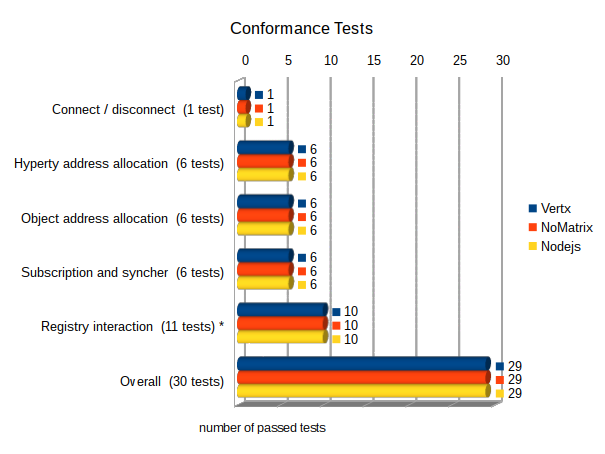 Conformance Tests
0 5 10 15 20 25 30
Connect / disconnect (1 test)
1
1
1
Hyperty address allocation (6 tests)
6
6
6
Object address allocation (6 tests)
6
6
6
Subscription and syncher (6 tests)
6
6
6
Registry interaction (11 tests) *
10
10
10
Overall (30 tests)
29
29
29
number of passed tests
Vertx
NoMatrix
Nodejs